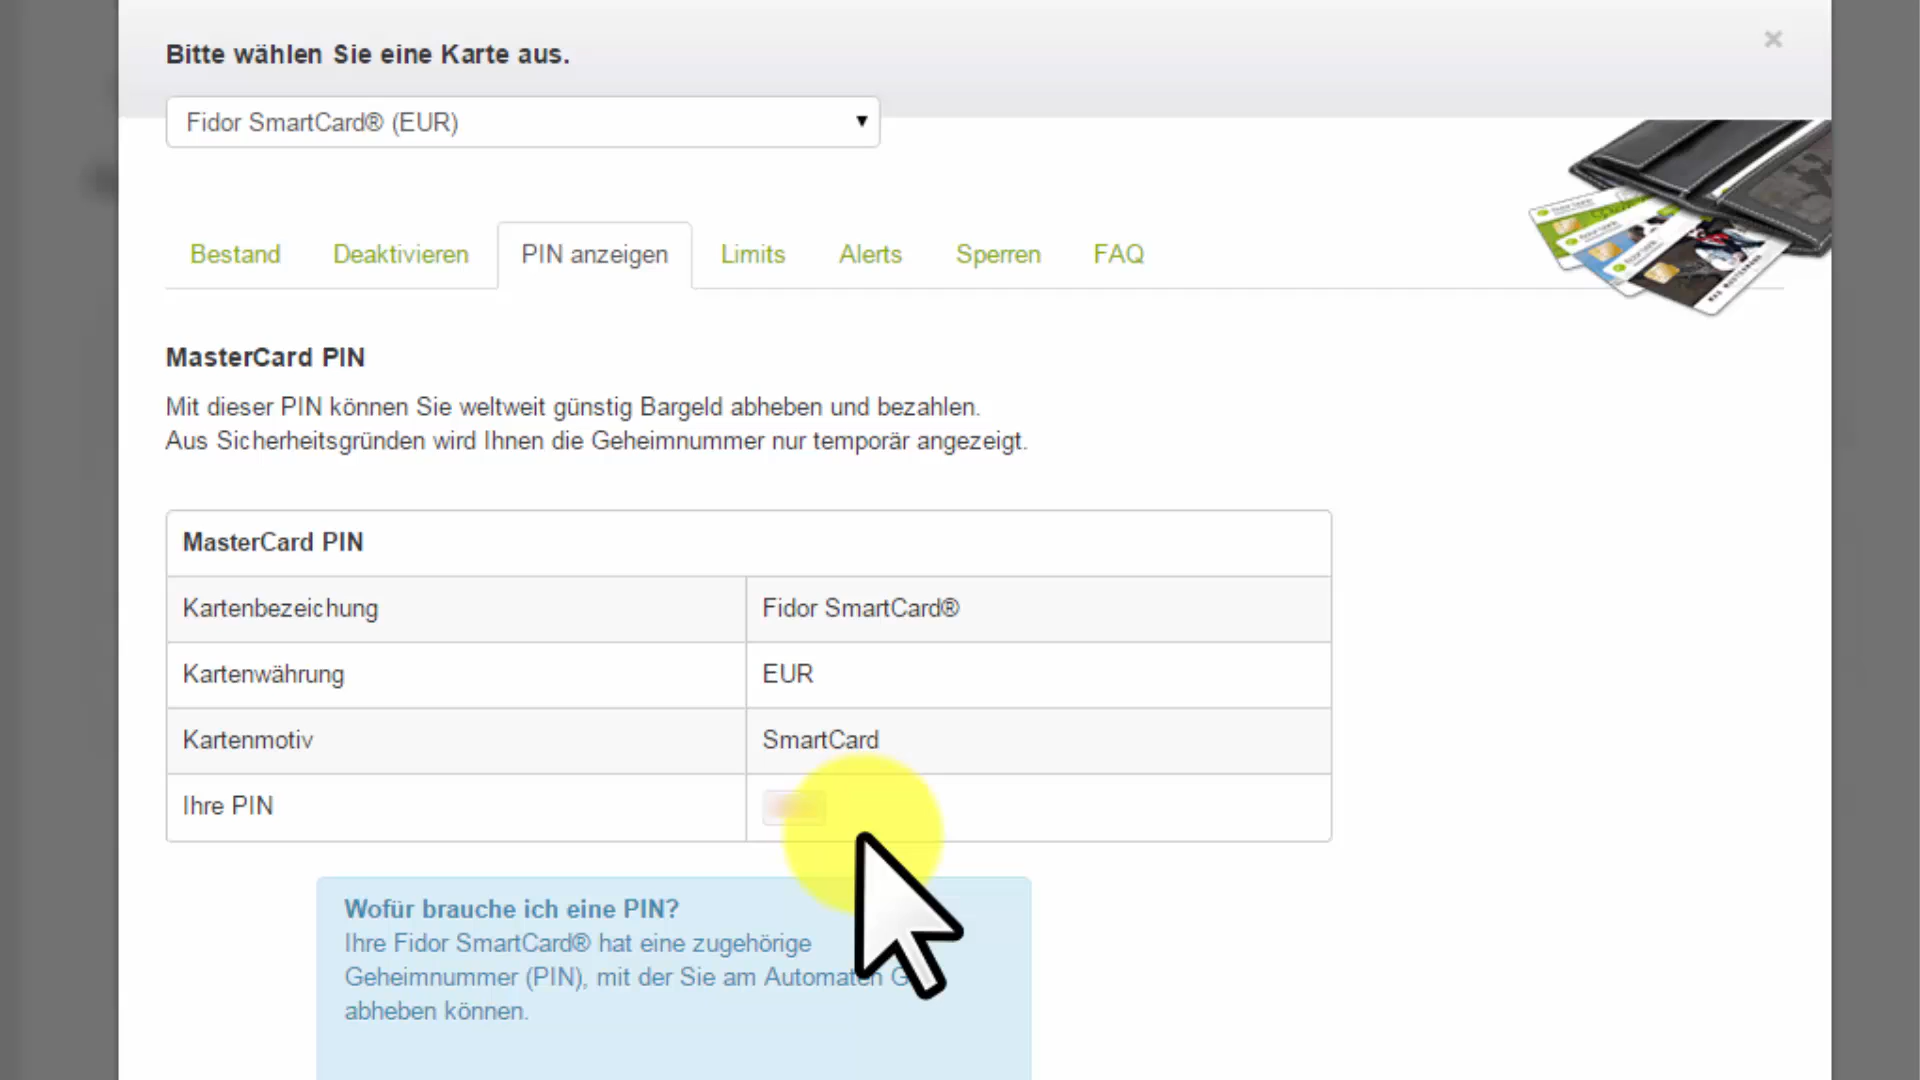 Bitte wählen Sie eine Karte aus.
×
Fidor SmartCard® (EUR)
Bestand Deaktivieren PIN anzeigen Limits Alerts Sperren FAQ
MasterCard PIN
Mit dieser PIN können Sie weltweit günstig Bargeld abheben und bezahlen.
Aus Sicherheitsgründen wird Ihnen die Geheimnummer nur temporär angezeigt.
MasterCard PIN
Kartenbezeichung Fidor SmartCard®
Kartenwährung EUR
Kartenmotiv SmartCard
Ihre PIN
Wofür brauche ich eine PIN?
Ihre Fidor SmartCard® hat eine zugehörige
Geheimnummer (PIN), mit der Sie am Automaten
abheben können.